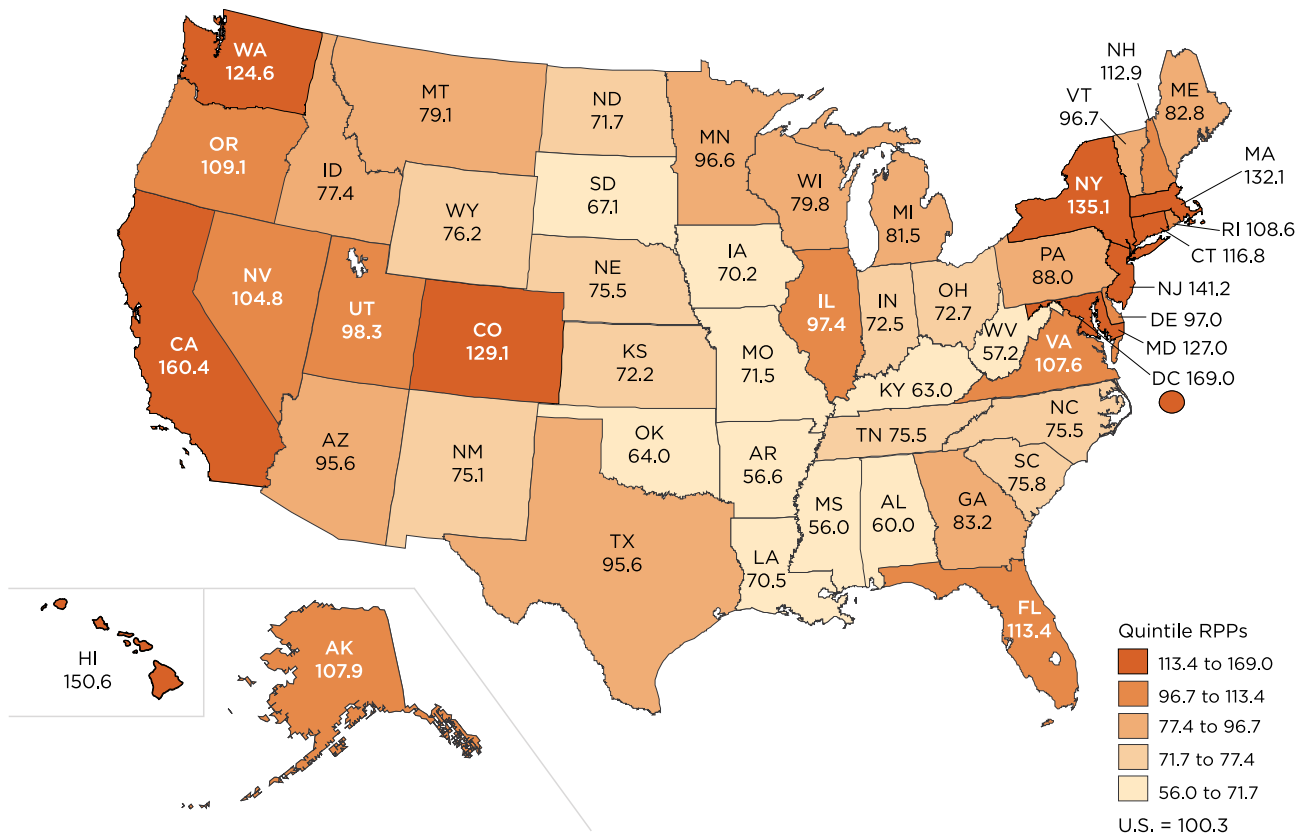 WA
124.6
MT
79.1
ND
71.7
MN
96.6
NH
112.9
VT
96.7
ME
82.8
OR
109.1
ID
77.4
SD
67.1
WI
79.8
MI
81.5
NY
135.1
MA
132.1
RI 108.6
CT 116.8
WY
76.2
IA
70.2
NE
75.5
PA
88.0
NJ 141.2
NV
104.8
UT
98.3
CO
129.1
IL
97.4
IN
72.5
OH
72.7
DE 97.0
MD 127.0
DC 169.0
CA
160.4
KS
72.2
MO
71.5
WV
57.2
VA
107.6
KY 63.0
AZ
95.6
NM
75.1
OK
64.0
AR
56.6
TN 75.5
NC
75.5
SC
75.8
MS
56.0
AL
60.0
GA
83.2
TX
95.6
LA
70.5
FL
113.4
HI
150.6
AK
107.9
Quintile RPPs
113.4 to 169.0
96.7 to 113.4
77.4 to 96.7
71.7 to 77.4
56.0 to 71.7
U.S. = 100.3